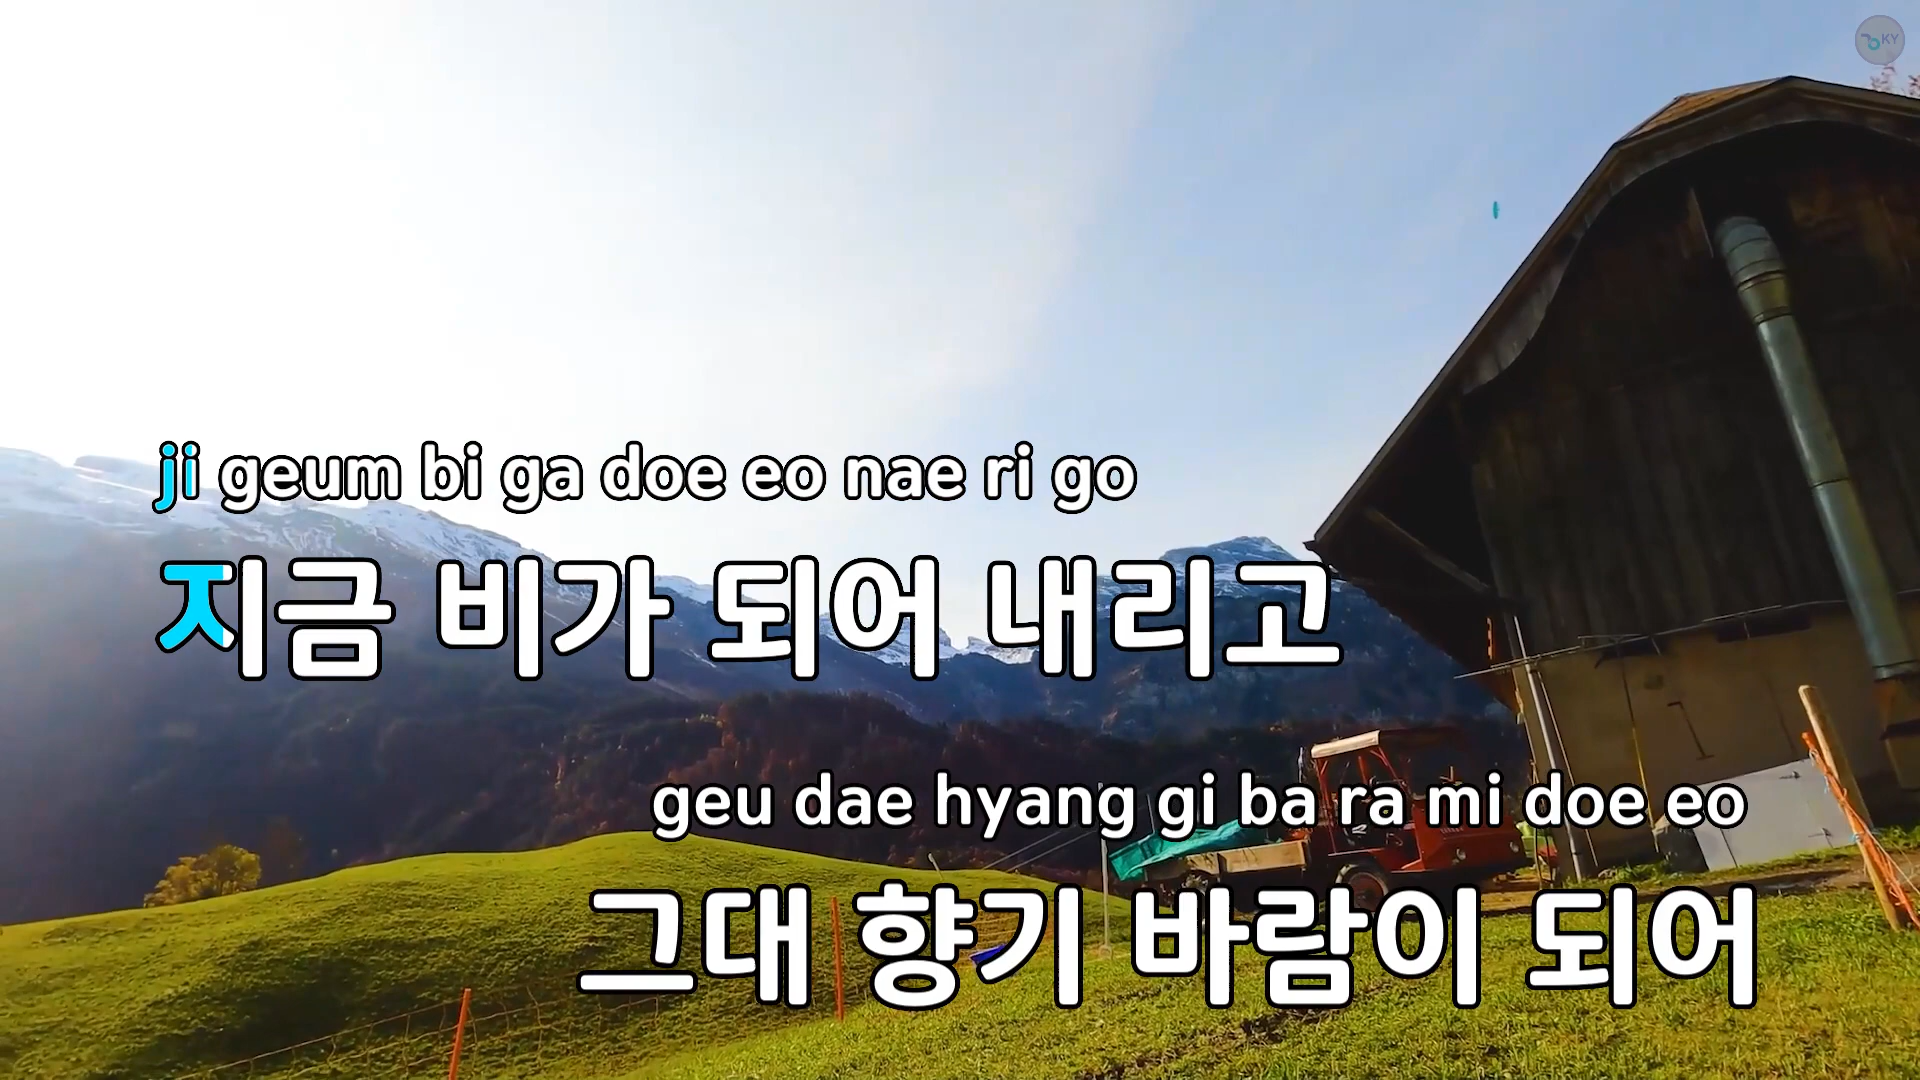 KY
ji geum bi ga doe eo nae ri go
지금 비가 되어 내리고
geu dae hyang gi ba ra mi doe eo
그대 향기 바람이 되어